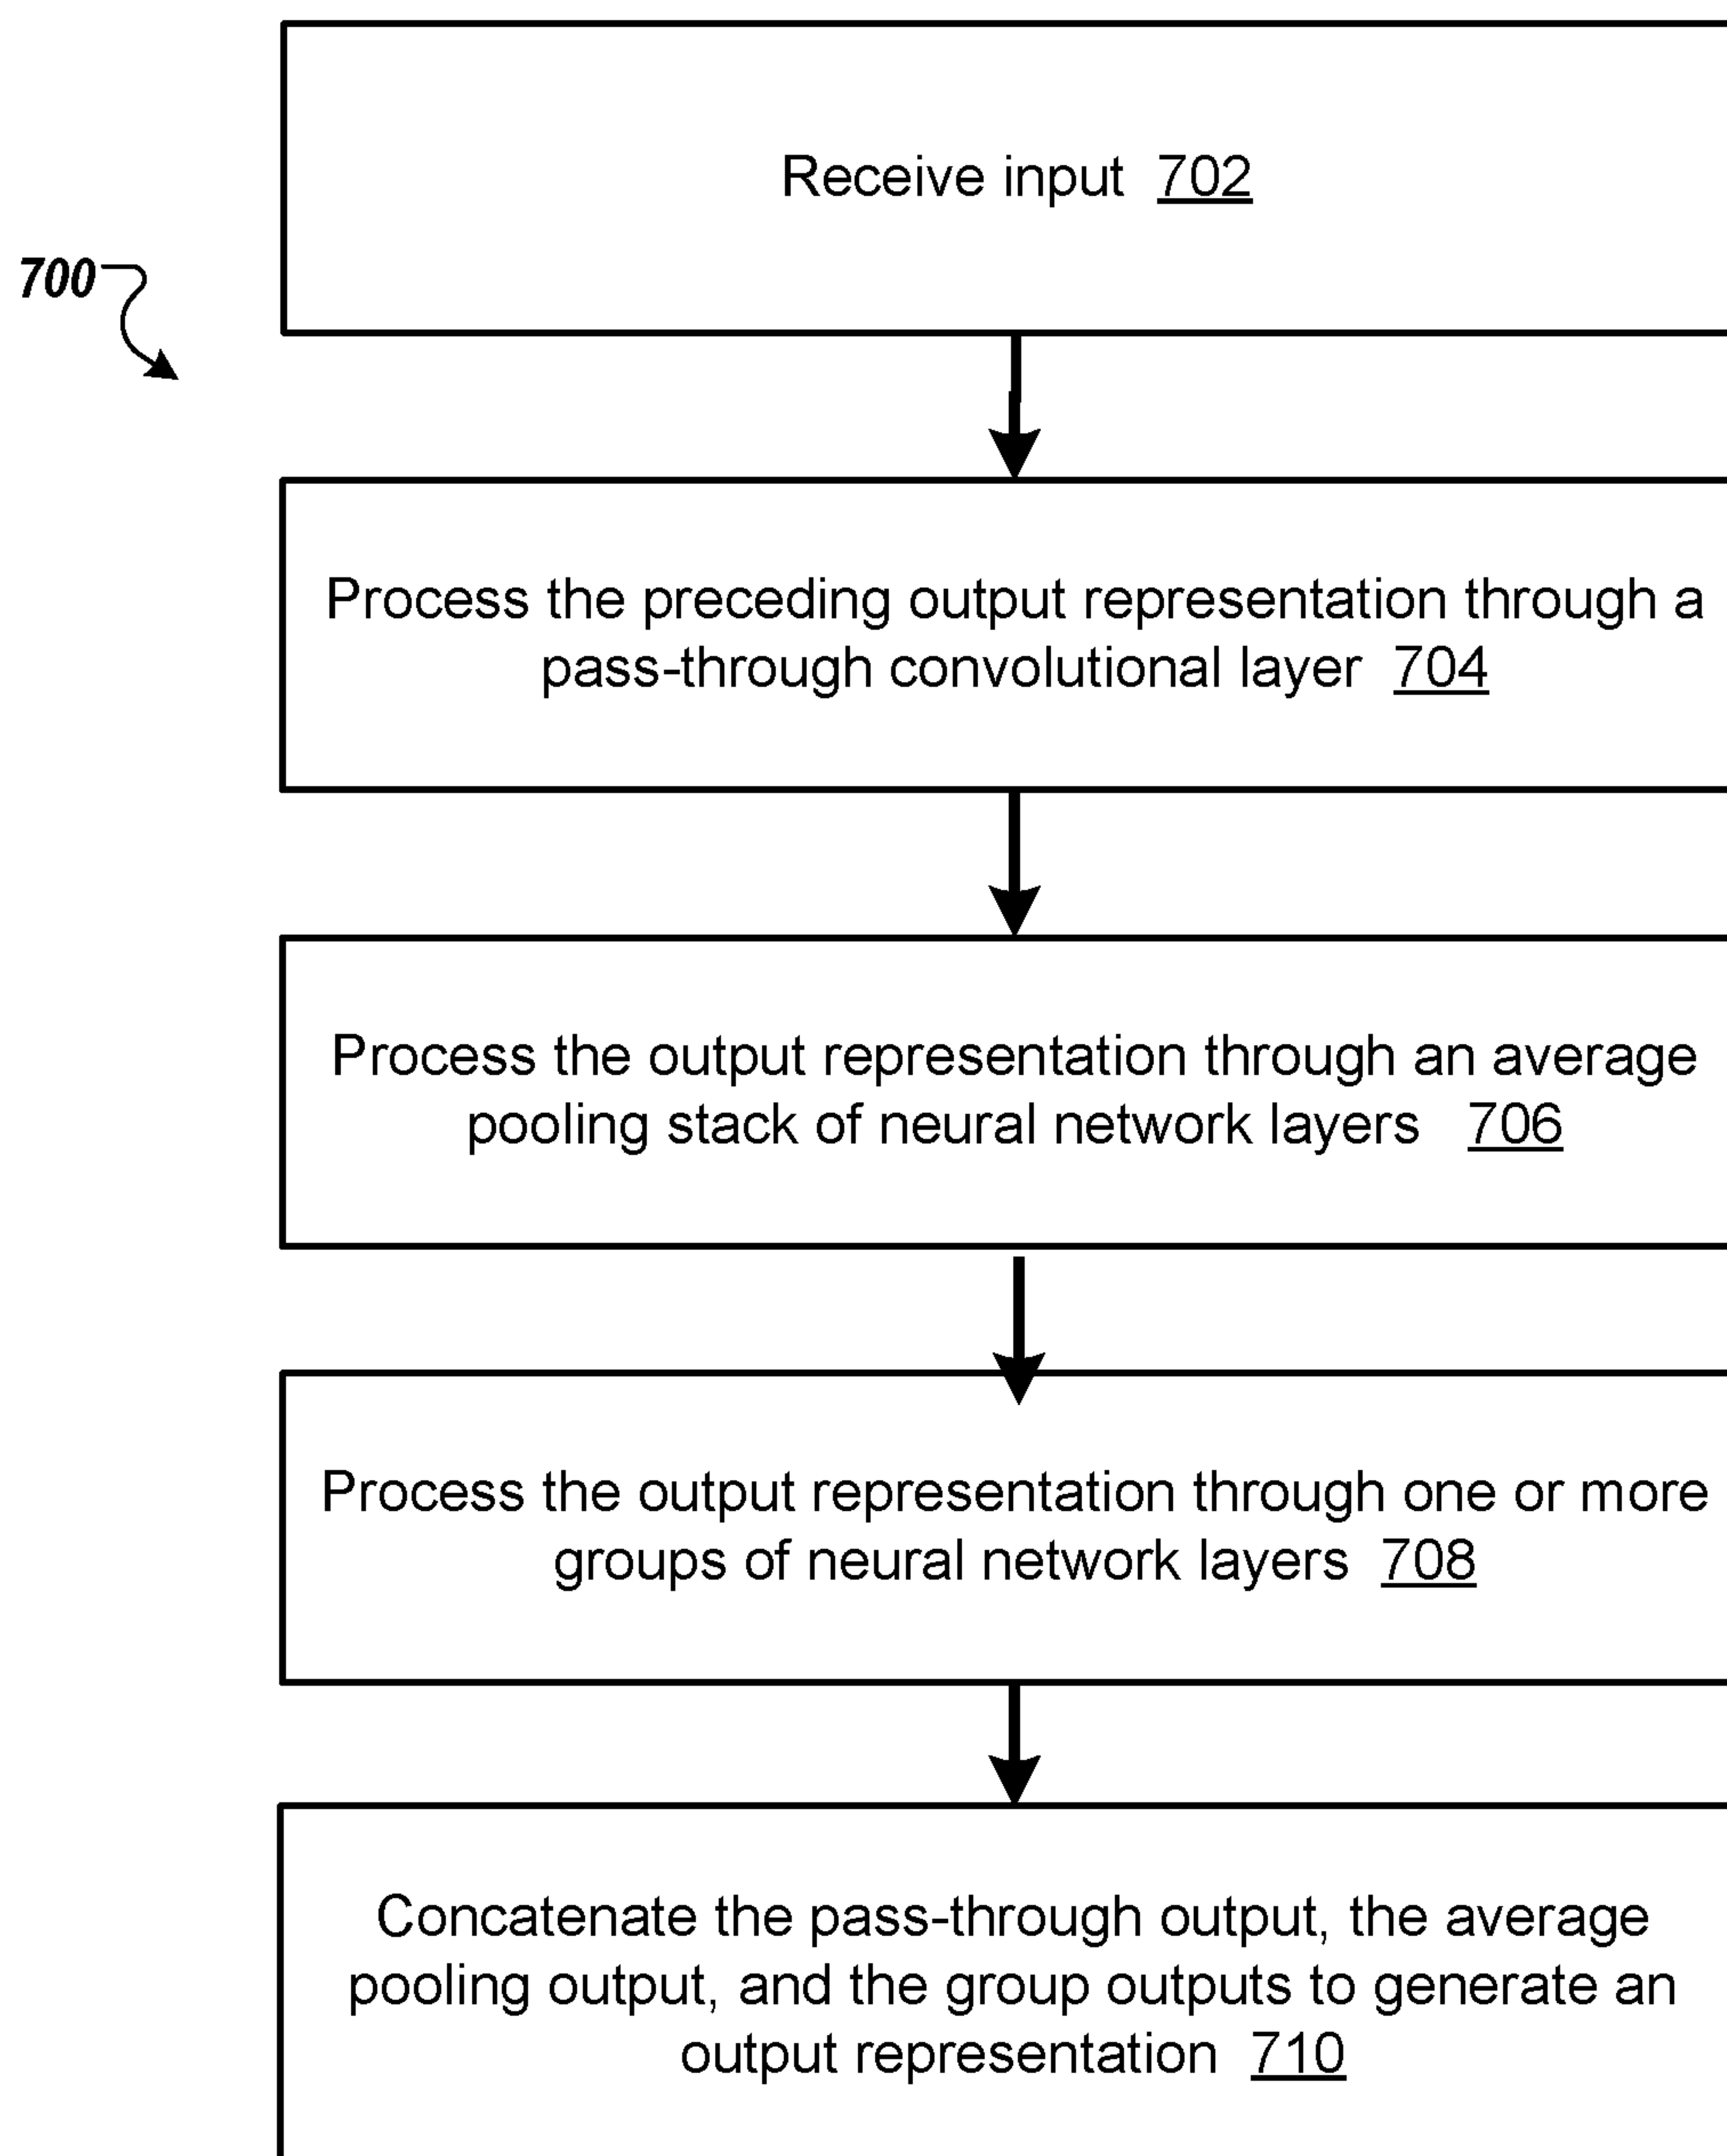 Receive input 702
700
Process the preceding output representation through a
pass-through convolutional layer 704
Process the output representation through an average
pooling stack of neural network layers 706
Process the output representation through one or more
groups of neural network layers 708
Concatenate the pass-through output, the average
pooling output, and the group outputs to generate an
output representation 710